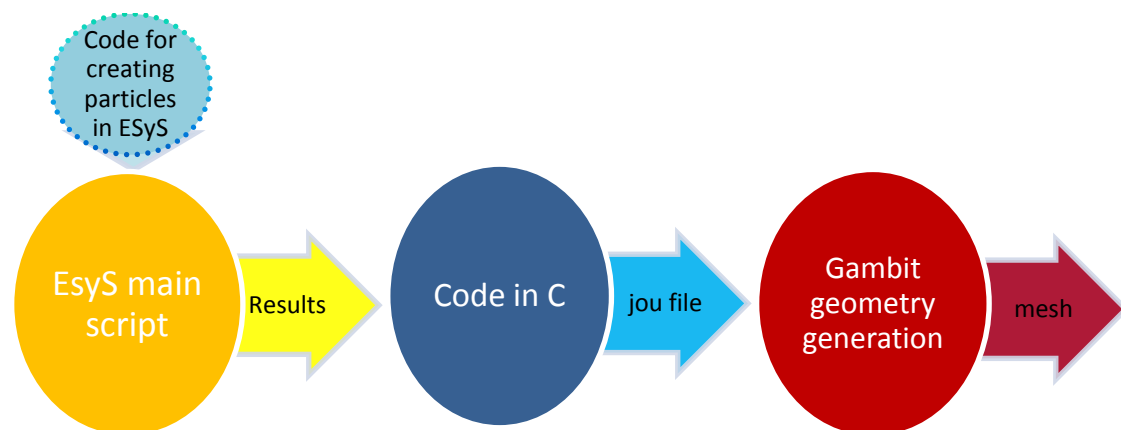 Code for
creating
particles
in ESyS
EsyS main
script
Results
Code in C
jou file
Gambit
geometry
generation
mesh